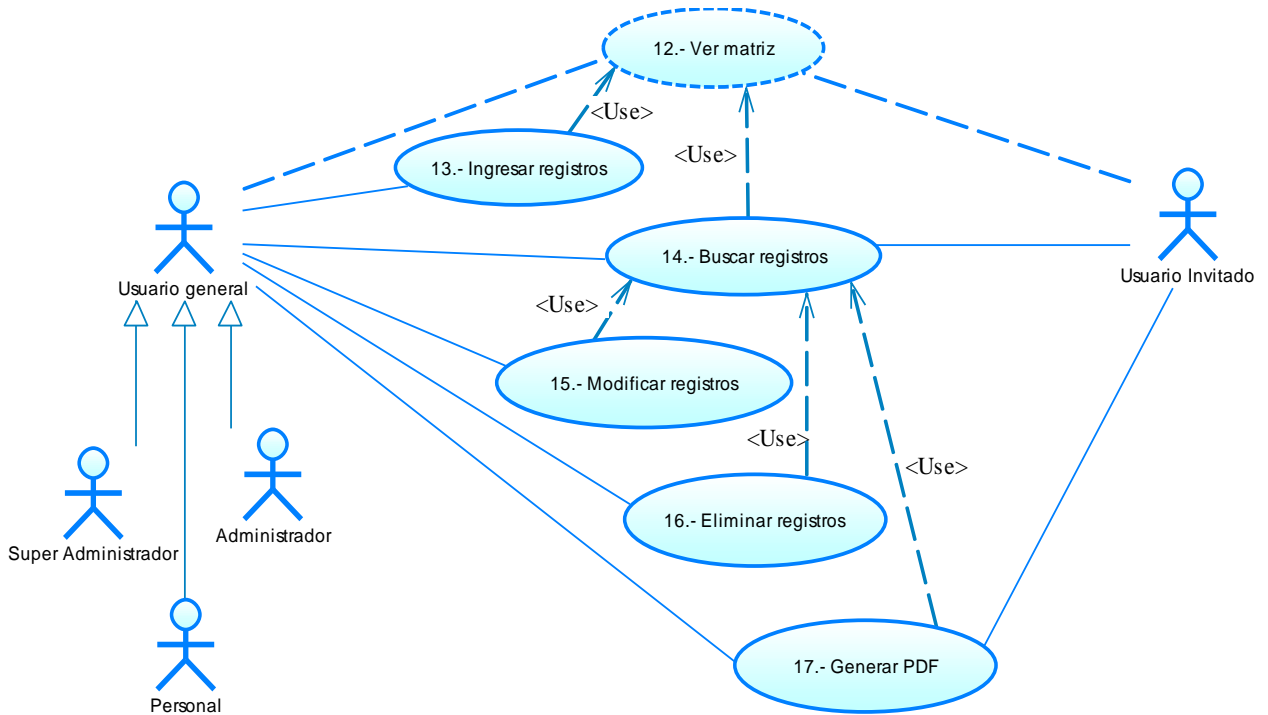 12.- Ver matriz
<Use>
13.- Ingresar registros
<Use>
14.- Buscar registros
Usuario general
Usuario Invitado
<Use>
15.- Modificar registros
<Use>
<Use>
16.- Eliminar registros
Administrador
Super Administrador
17.- Generar PDF
Personal